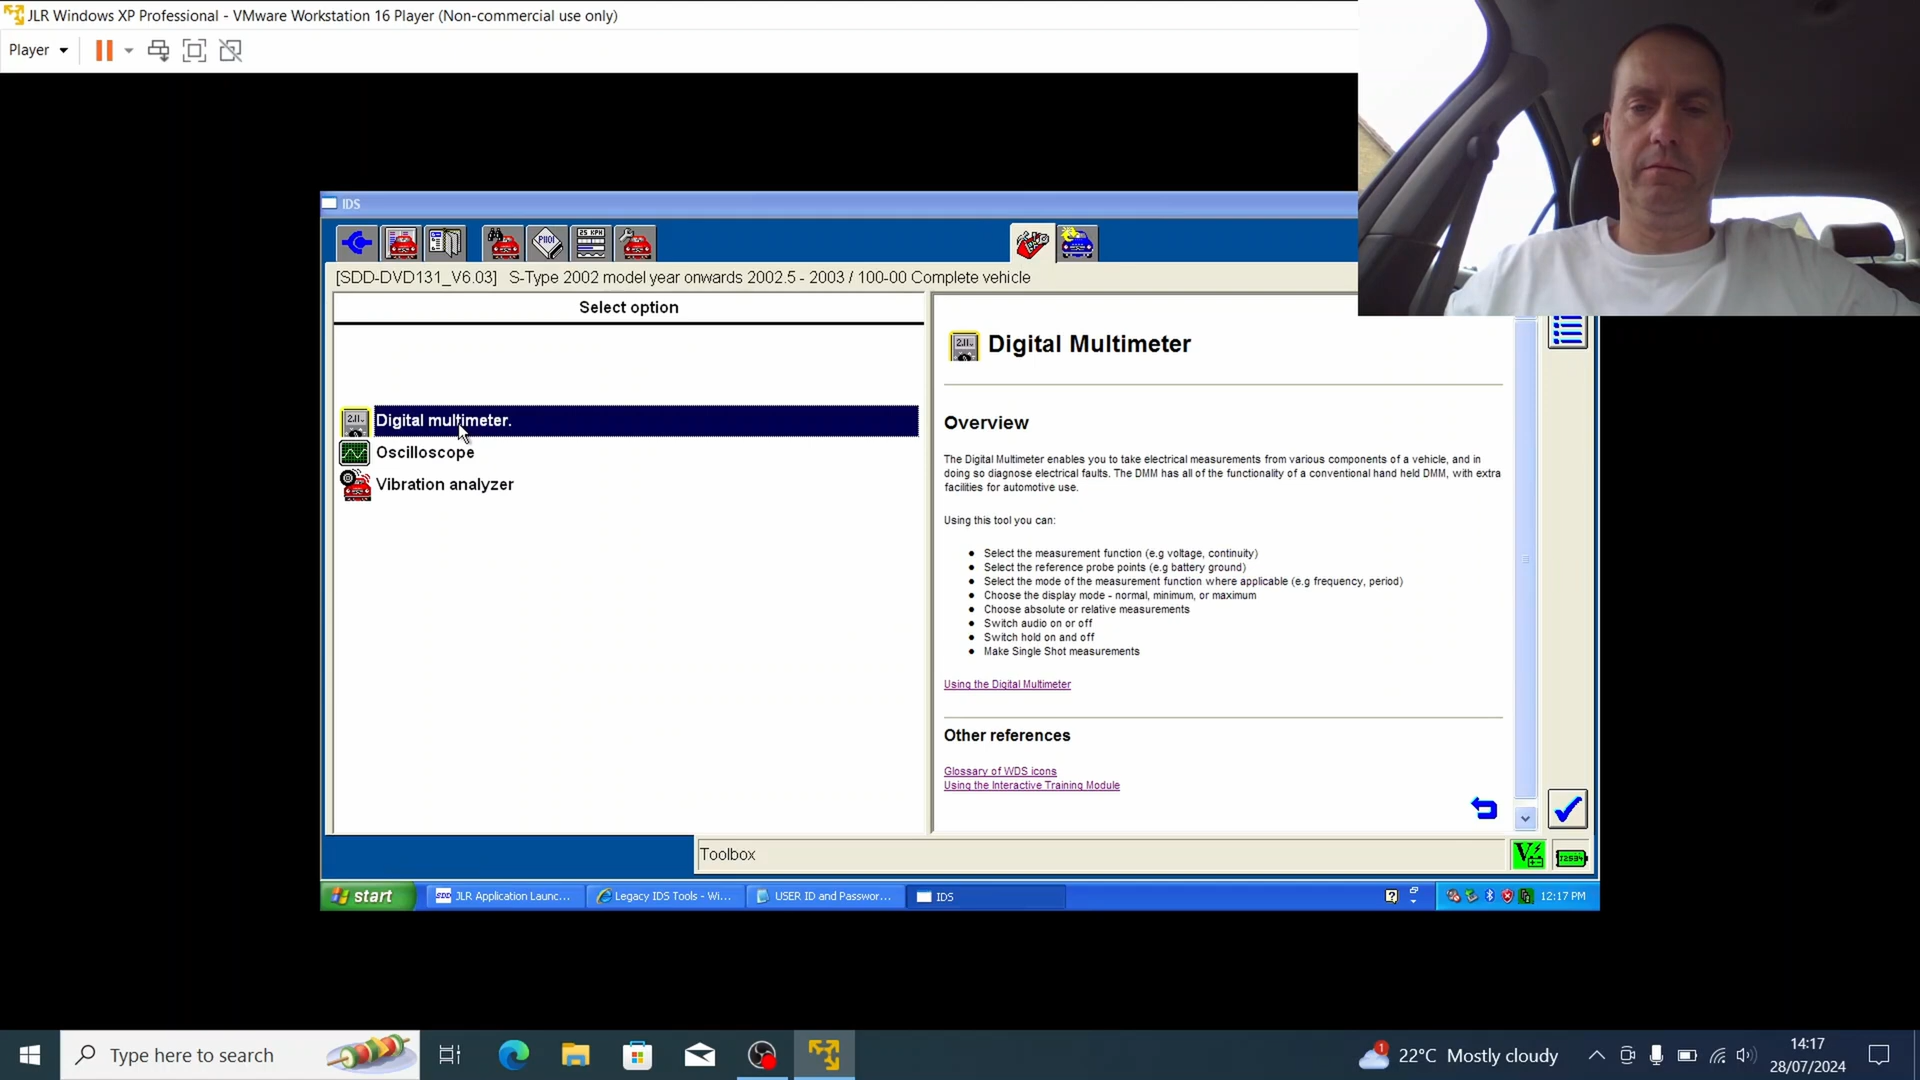 JLR Windows XP Professional - VMware Workstation 16 Player (Non-commercial use only)
Player
IDS
25 KPH
[SDD-DVD131_V6.03] S-Type 2002 model year onwards 2002.5 - 2003 / 100-00 Complete vehicle
Select option
Digital multimeter.
Oscilloscope
Vibration analyzer
Digital Multimeter
Overview
The Digital Multimeter enables you to take electrical measurements from various components of a vehicle, and in
doing so diagnose electrical faults. The DMM has all of the functionality of a conventional hand held DMM, with extra
facilities for automotive use.
Using this tool you can:
Select the measurement function (e.g voltage, continuity)
Select the reference probe points (e.g battery ground)
Select the mode of the measurement function where applicable (e.g frequency, period)
Choose the display mode - normal, minimum, or maximum
Choose absolute or relative measurements
Switch audio on or off
Switch hold on and off
Make Single Shot measurements
Using the Digital Multimeter
Other references
Glossary of WDS icons
Using the Interactive Training Module
Toolbox
start
SDD JLR Application Launc...
Legacy IDS Tools - Wi...
USER ID and Passwor...
IDS
12:17 PM
Type here to search
1
22°C Mostly cloudy
14:17
28/07/2024